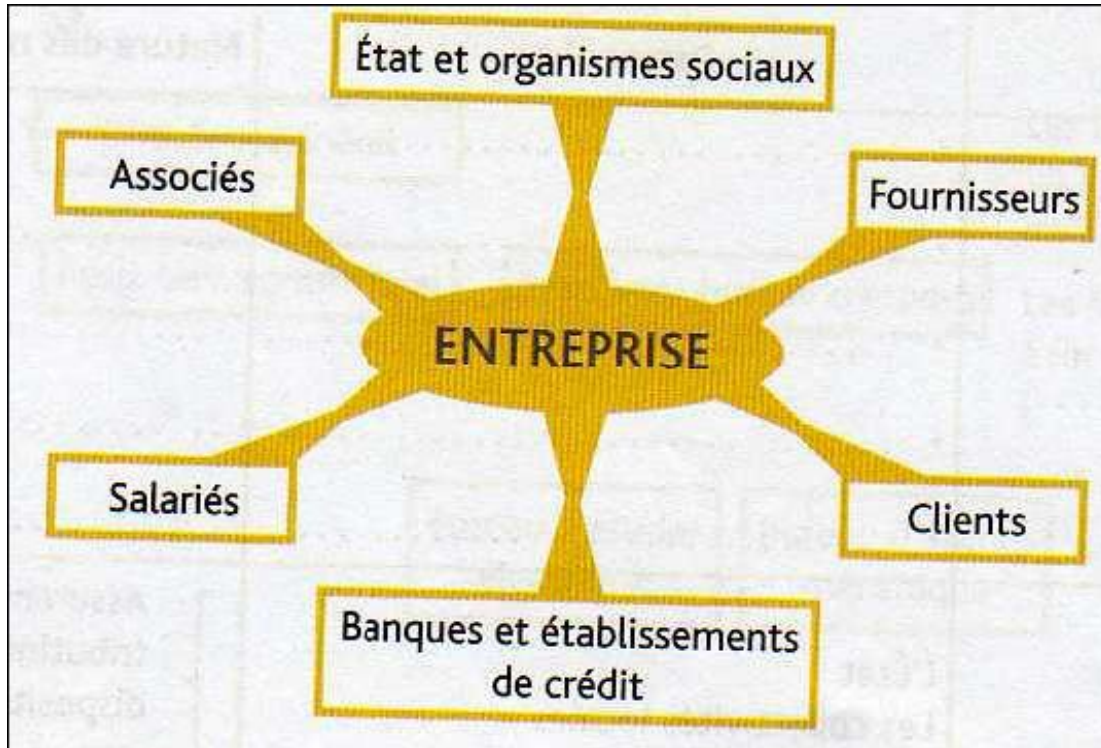 État et organismes sociaux
Associés
Fournisseurs
ENTREPRISE
Salariés
Clients
Banques et établissements
de crédit